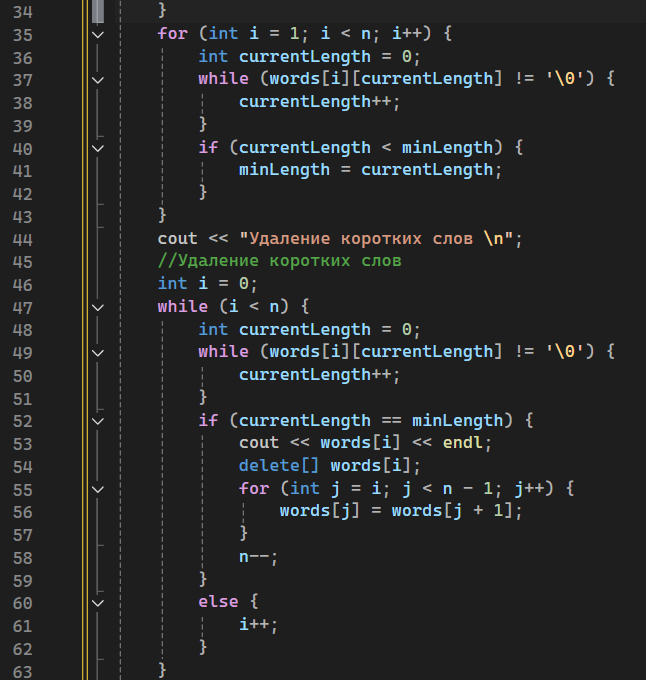 34 }
35 for (int i = 1; i < n; i++) {
36 int currentLength = 0;
37 while (words[i][currentLength] != '\0') {
38 currentLength++;
39 }
40 if (currentLength < minLength) {
41 minLength = currentLength;
42 }
43 }
44 cout << "Удаление коротких слов \n";
45 //Удаление коротких слов
46 int i = 0;
47 while (i < n) {
48 int currentLength = 0;
49 while (words[i][currentLength] != '\0') {
50 currentLength++;
51 }
52 if (currentLength == minLength) {
53 cout << words[i] << endl;
54 delete[] words[i];
55 for (int j = i; j < n - 1; j++) {
56 words[j] = words[j + 1];
57 }
58 n--;
59 }
60 else {
61 i++;
62 }
63 }